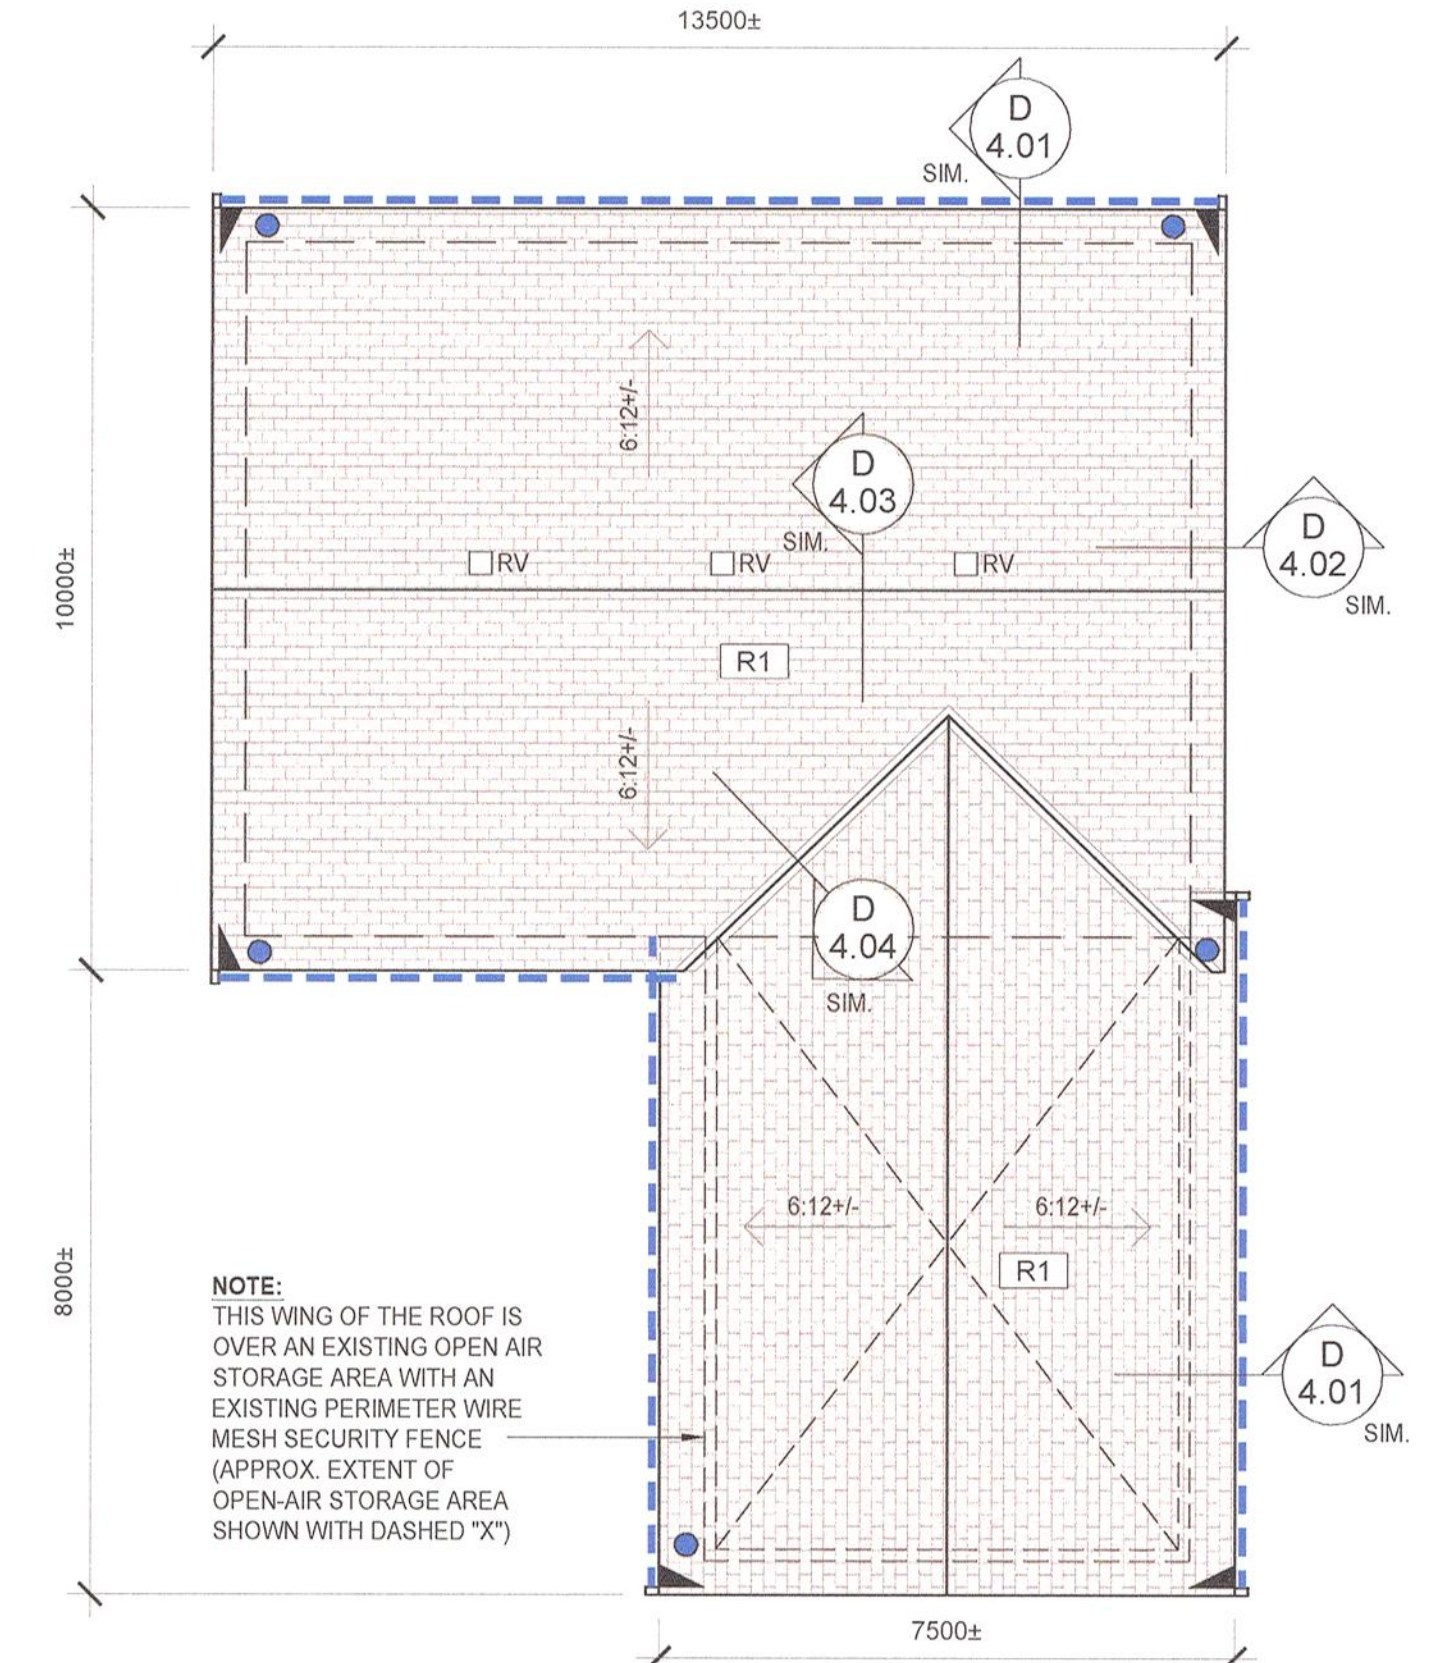 13500±
D
4.01
SIM.
6:12+/-
D
4.03
SIM.
D
4.02
SIM.
10000±
RV
RV
RV
R1
6:12+/-
D
4.04
SIM.
6:12+/-
6:12+/-
R1
8000±
NOTE:
THIS WING OF THE ROOF IS
OVER AN EXISTING OPEN AIR
STORAGE AREA WITH AN
EXISTING PERIMETER WIRE
MESH SECURITY FENCE
(APPROX. EXTENT OF
OPEN-AIR STORAGE AREA
SHOWN WITH DASHED "X")
D
4.01
SIM.
7500±